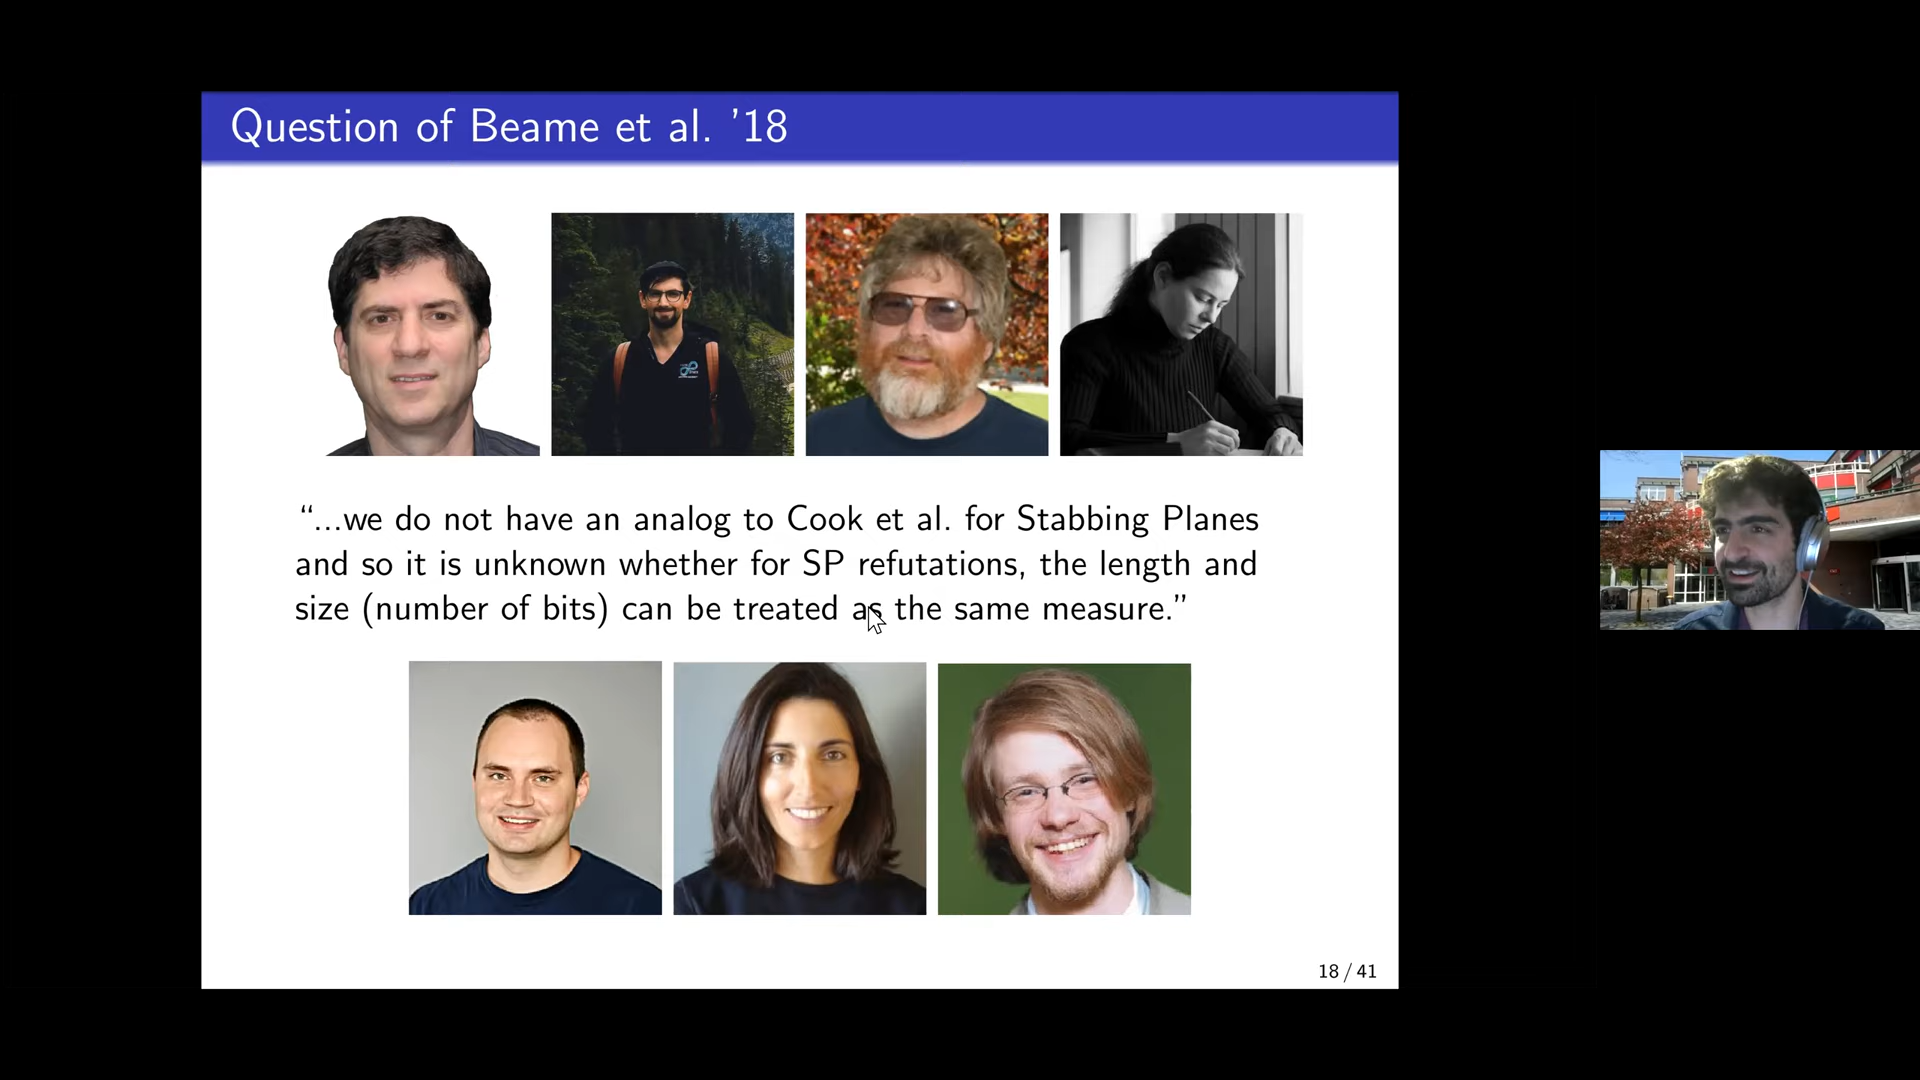 Question of Beame et al. ’18
“...we do not have an analog to Cook et al. for Stabbing Planes
and so it is unknown whether for SP refutations, the length and
size (number of bits) can be treated as the same measure.”
18 / 41